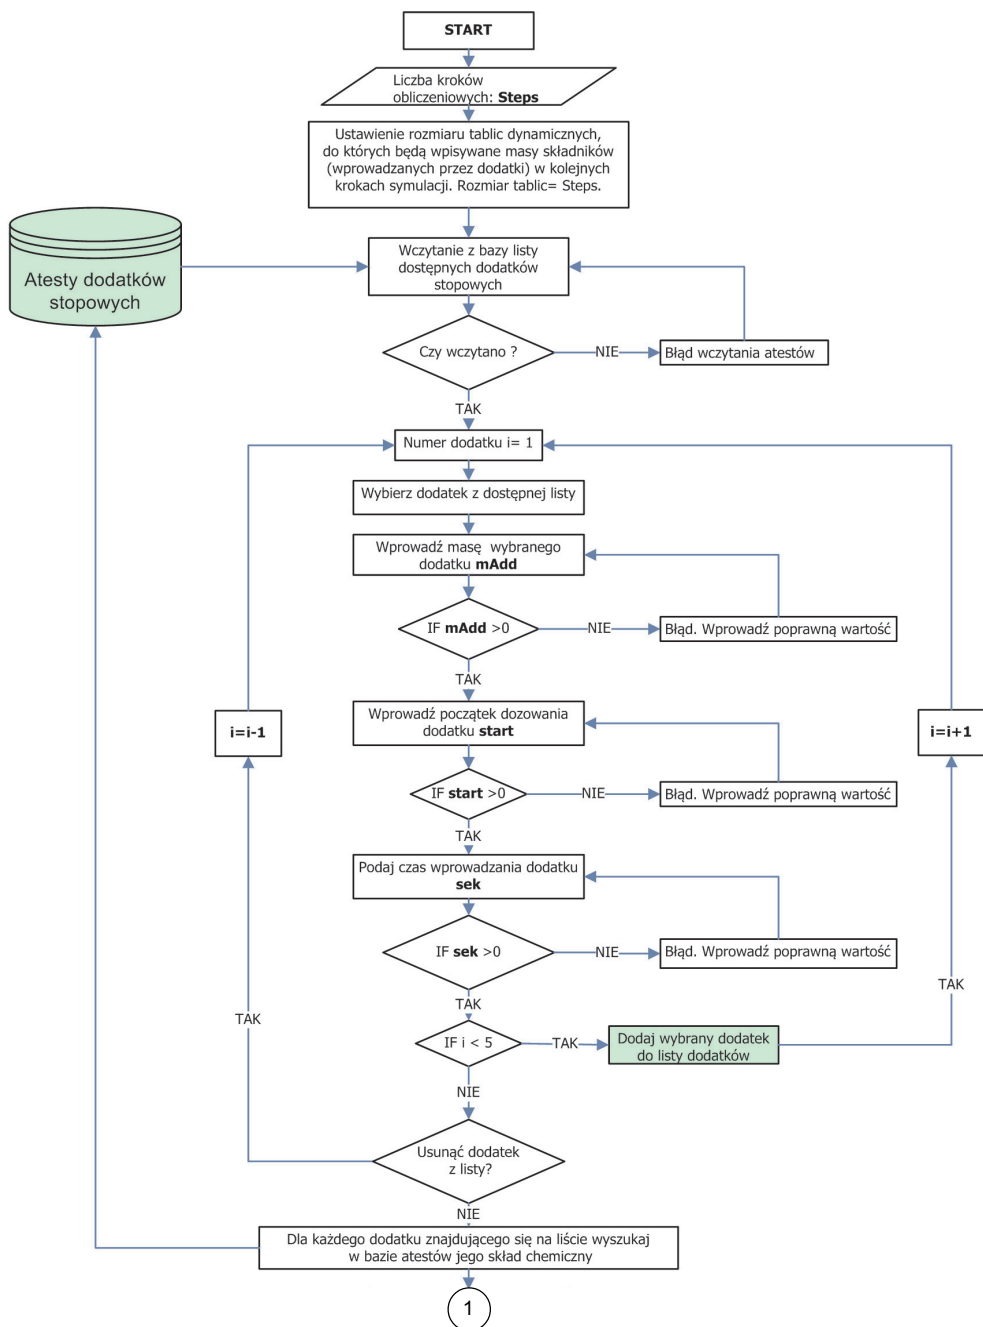 START
Liczba kroków
obliczeniowych: Steps
Ustawienie rozmiaru tablic dynamicznych,
do których będą wpisywane masy składników
(wprowadzanych przez dodatki) w kolejnych
krokach symulacji. Rozmiar tablic= Steps.
Atesty dodatków
stopowych
Wczytanie z bazy listy
dostępnych dodatków
stopowych
Czy wczytano ?
NIE
Błąd wczytania atestów
TAK
Numer dodatku i= 1
Wybierz dodatek z dostępnej listy
Wprowadź masę wybranego
dodatku mAdd
IF mAdd >0
NIE
Błąd. Wprowadź poprawną wartość
TAK
i=i-1
Wprowadź początek dozowania
dodatku start
i=i+1
IF start >0
NIE
Błąd. Wprowadź poprawną wartość
TAK
Podaj czas wprowadzania dodatku
sek
IF sek >0
NIE
Błąd. Wprowadź poprawną wartość
TAK
TAK
TAK
IF i < 5
TAK
Dodaj wybrany dodatek
do listy dodatków
NIE
Usunąć dodatek
z listy?
NIE
Dla każdego dodatku znajdującego się na liście wyszukaj
w bazie atestów jego skład chemiczny
1